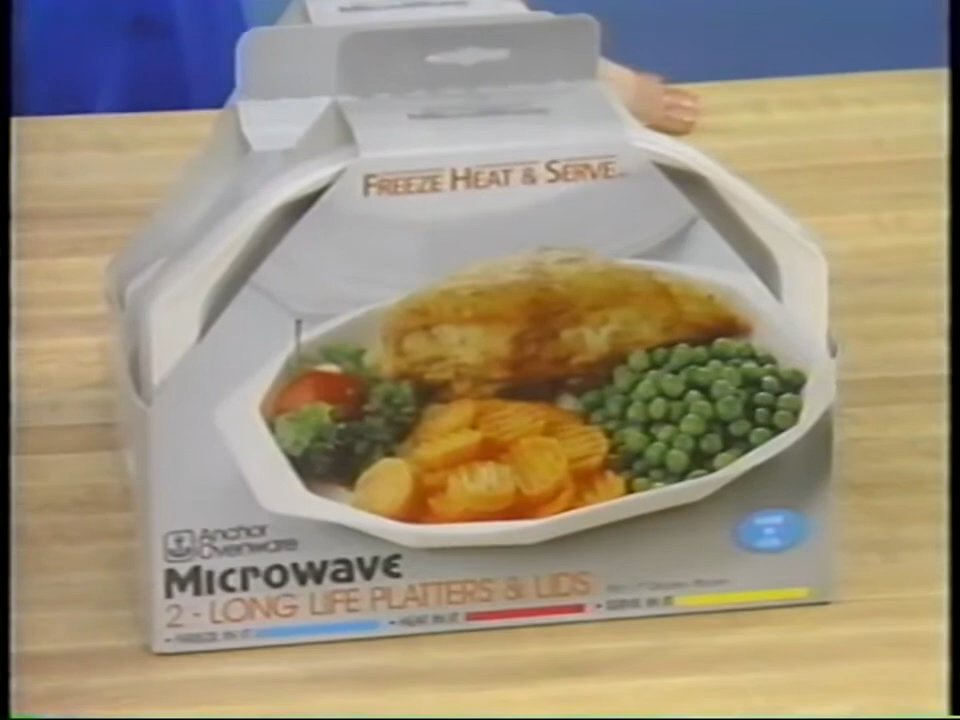 FREEZE HEAT & SERVE
Anchor
Ovenware
Microwave
2 - LONG LIFE PLATTERS & LIDS
• FREEZE IN IT • HEAT IN IT • SERVE IN IT